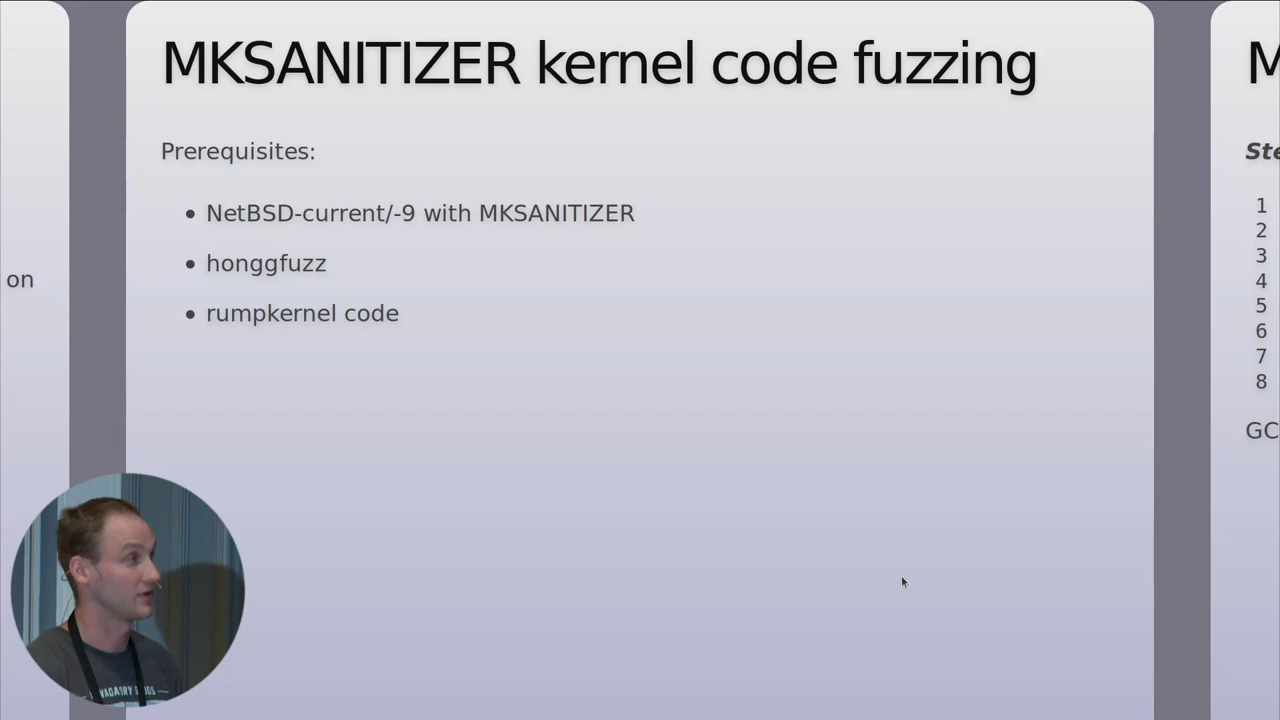 MKSANITIZER kernel code fuzzing
Prerequisites:
NetBSD-current/-9 with MKSANITIZER
honggfuzz
rumpkernel code
on
M
Ste
1
2
3
4
5
6
7
8
GC